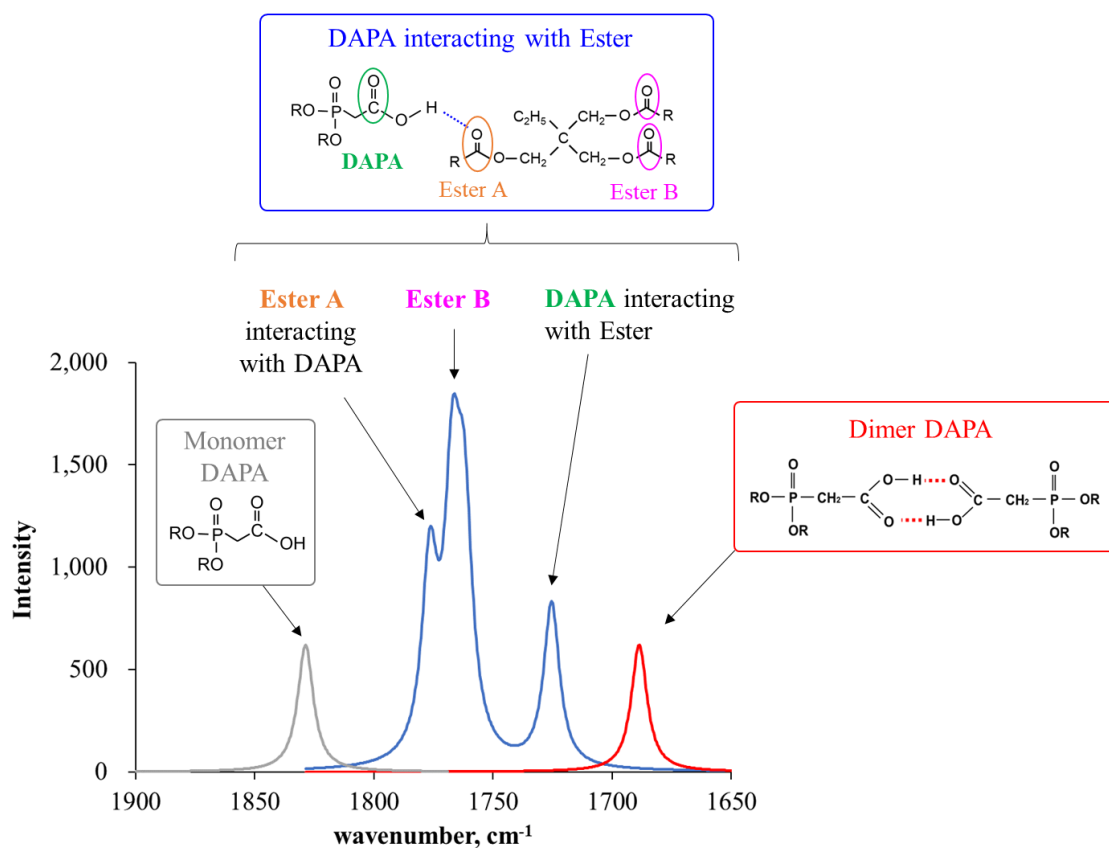 DAPA interacting with Ester
O
RO P
RO
O
O H
DAPA
O
R O-CH₂
Ester A
C₂H₅ C
CH₂-O O R
CH₂-O O R
Ester B
Ester A
interacting
with DAPA
Ester B
DAPA interacting
with Ester
Monomer
DAPA
O O
RO P OH
RO
Dimer DAPA
O O H O O
RO P CH₂ C C CH₂ P OR
OR O H O OR
2,000
1,500
1,000
500
0
Intensity
1900 1850 1800 1750 1700 1650
wavenumber, cm⁻¹